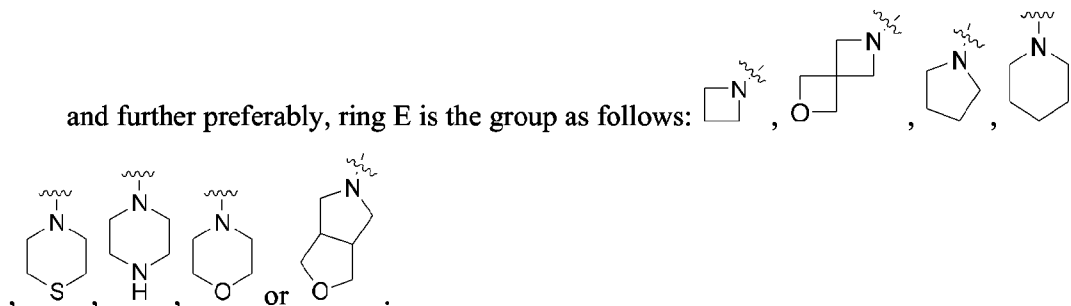 and further preferably, ring E is the group as follows: N , N O , N , N
N S , N N H , N O or N O .